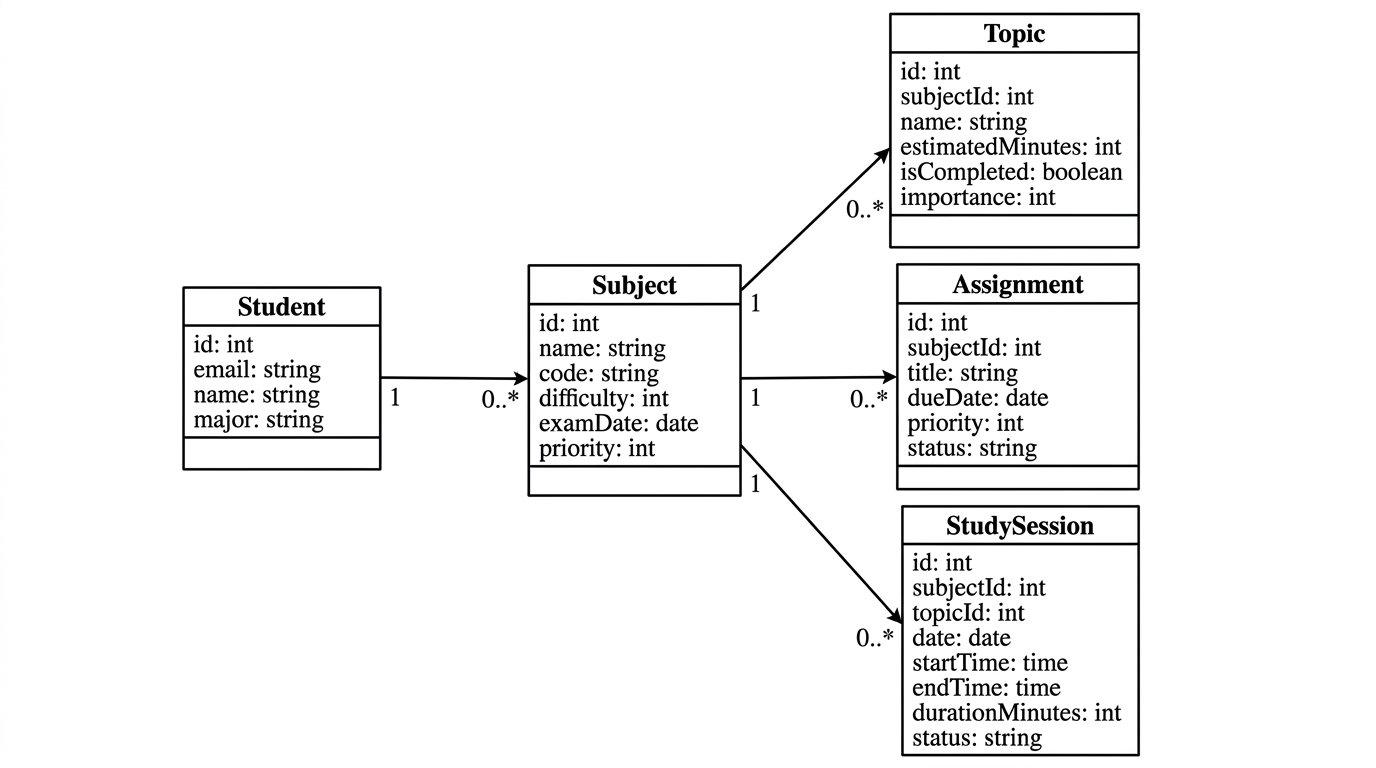 Student
id: int
email: string
name: string
major: string
1
0..*
Subject
id: int
name: string
code: string
difficulty: int
examDate: date
priority: int
1
0..*
1
0..*
1
0..*
Topic
id: int
subjectId: int
name: string
estimatedMinutes: int
isCompleted: boolean
importance: int
Assignment
id: int
subjectId: int
title: string
dueDate: date
priority: int
status: string
StudySession
id: int
subjectId: int
topicId: int
date: date
startTime: time
endTime: time
durationMinutes: int
status: string